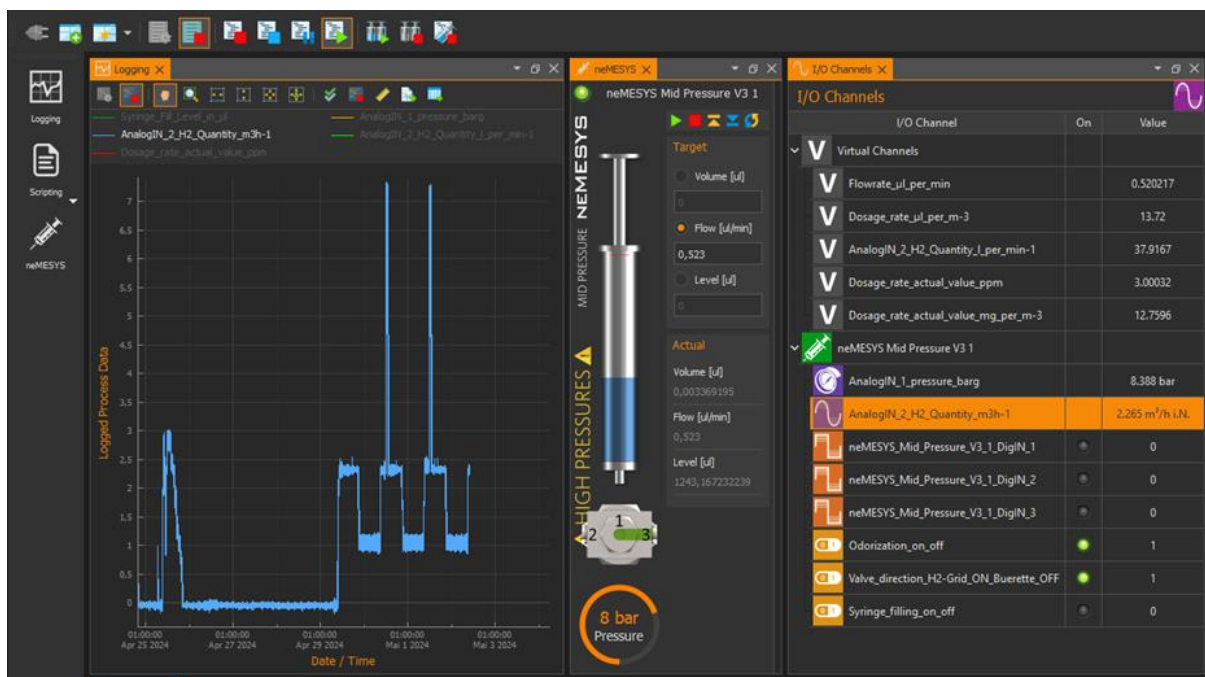 Logging
Scripting
neMESYS
Logging
Syringe_Fill_Level_in_µl
AnalogIN_1_pressure_barg
AnalogIN_2_H2_Quantity_m3h-1
AnalogIN_2_H2_Quantity_l_per_min-1
Dosage_rate_actual_value_ppm
Logged Process Data
7
6.5
6
5.5
5
4.5
4
3.5
3
2.5
2
1.5
1
0.5
0
01:00:00 01:00:00 01:00:00 01:00:00 01:00:00
Apr 25 2024 Apr 27 2024 Apr 29 2024 Mai 1 2024 Mai 3 2024
Date / Time
neMESYS
neMESYS Mid Pressure V3 1
MID PRESSURE NEMESYS
HIGH PRESSURES
Target
Volume [ul]
0
Flow [ul/min]
0,523
Level [ul]
0
Actual
Volume [ul]
0,003369195
Flow [ul/min]
0,523
Level [ul]
1243,167232239
1
2
3
8 bar
Pressure
I/O Channels
I/O Channels
I/O Channel On Value
V Virtual Channels
V Flowrate_µl_per_min 0.520217
V Dosage_rate_µl_per_m-3 13.72
V AnalogIN_2_H2_Quantity_l_per_min-1 37.9167
V Dosage_rate_actual_value_ppm 3.00032
V Dosage_rate_actual_value_mg_per_m-3 12.7596
neMESYS Mid Pressure V3 1
AnalogIN_1_pressure_barg 8.388 bar
AnalogIN_2_H2_Quantity_m3h-1 2.265 m³/h i.N.
neMESYS_Mid_Pressure_V3_1_DigIN_1 0
neMESYS_Mid_Pressure_V3_1_DigIN_2 0
neMESYS_Mid_Pressure_V3_1_DigIN_3 0
Odorization_on_off 1
Valve_direction_H2-Grid_ON_Buerette_OFF 1
Syringe_filling_on_off 0